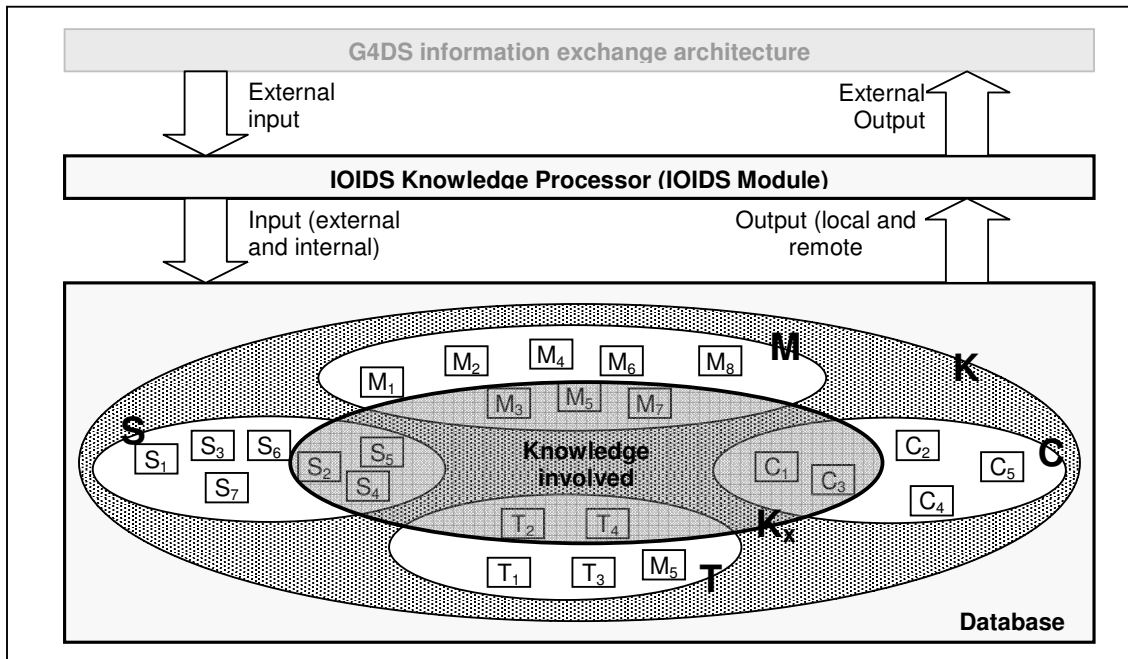 G4DS information exchange architecture
External
input
External
Output
IOIDS Knowledge Processor (IOIDS Module)
Input (external
and internal)
Output (local and
remote
M
K
M₁
M₂
M₄
M₆
M₈
M₃
M₅
M₇
S
S₁
S₃
S₆
S₇
S₂
S₅
S₄
Knowledge
involved
C
C₁
C₃
C₂
C₅
C₄
Kₓ
T₂
T₄
T₁
T₃
M₅
T
Database